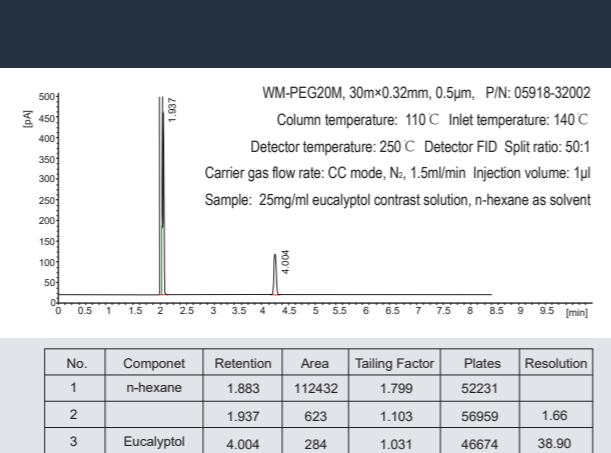 WM-PEG20M, 30m×0.32mm, 0.5μm, P/N: 05918-32002
Column temperature: 110℃ Inlet temperature: 140℃
Detector temperature: 250℃ Detector FID Split ratio: 50:1
Carrier gas flow rate: CC mode, N₂, 1.5ml/min Injection volume: 1μl
Sample: 25mg/ml eucalyptol contrast solution, n-hexane as solvent
[pA]
500
450
400
350
300
250
200
150
100
50
0
1.937
4.004
0 0.5 1 1.5 2 2.5 3 3.5 4 4.5 5 5.5 6 6.5 7 7.5 8 8.5 9 9.5 [min]
No. Componet Retention Area Tailing Factor Plates Resolution
1 n-hexane 1.883 112432 1.799 52231
2 1.937 623 1.103 56959 1.66
3 Eucalyptol 4.004 284 1.031 46674 38.90